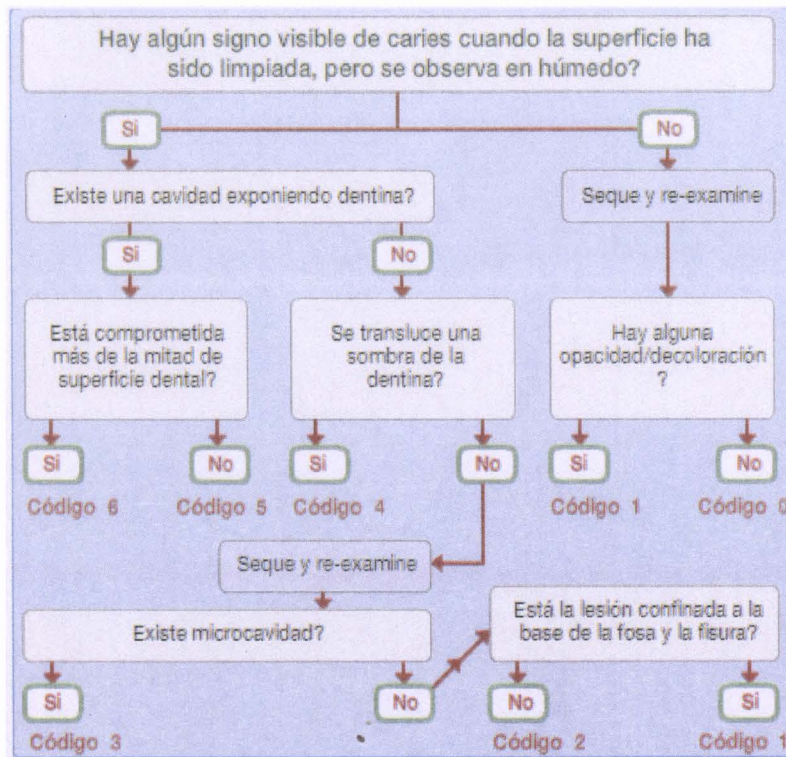 Hay algún signo visible de caries cuando la superficie ha
sido limpiada, pero se observa en húmedo?
Si
No
Existe una cavidad exponiendo dentina?
Seque y re-examine
Si
No
Está comprometida
más de la mitad de
superficie dental?
Se transluce una
sombra de la
dentina?
Hay alguna
opacidad/decoloración
?
Si
No
Si
No
Si
No
Código 6
Código 5
Código 4
Código 1
Código 0
Seque y re-examine
Existe microcavidad?
Está la lesión confinada a la
base de la fosa y la fisura?
Si
No
No
Si
Código 3
Código 2
Código 1